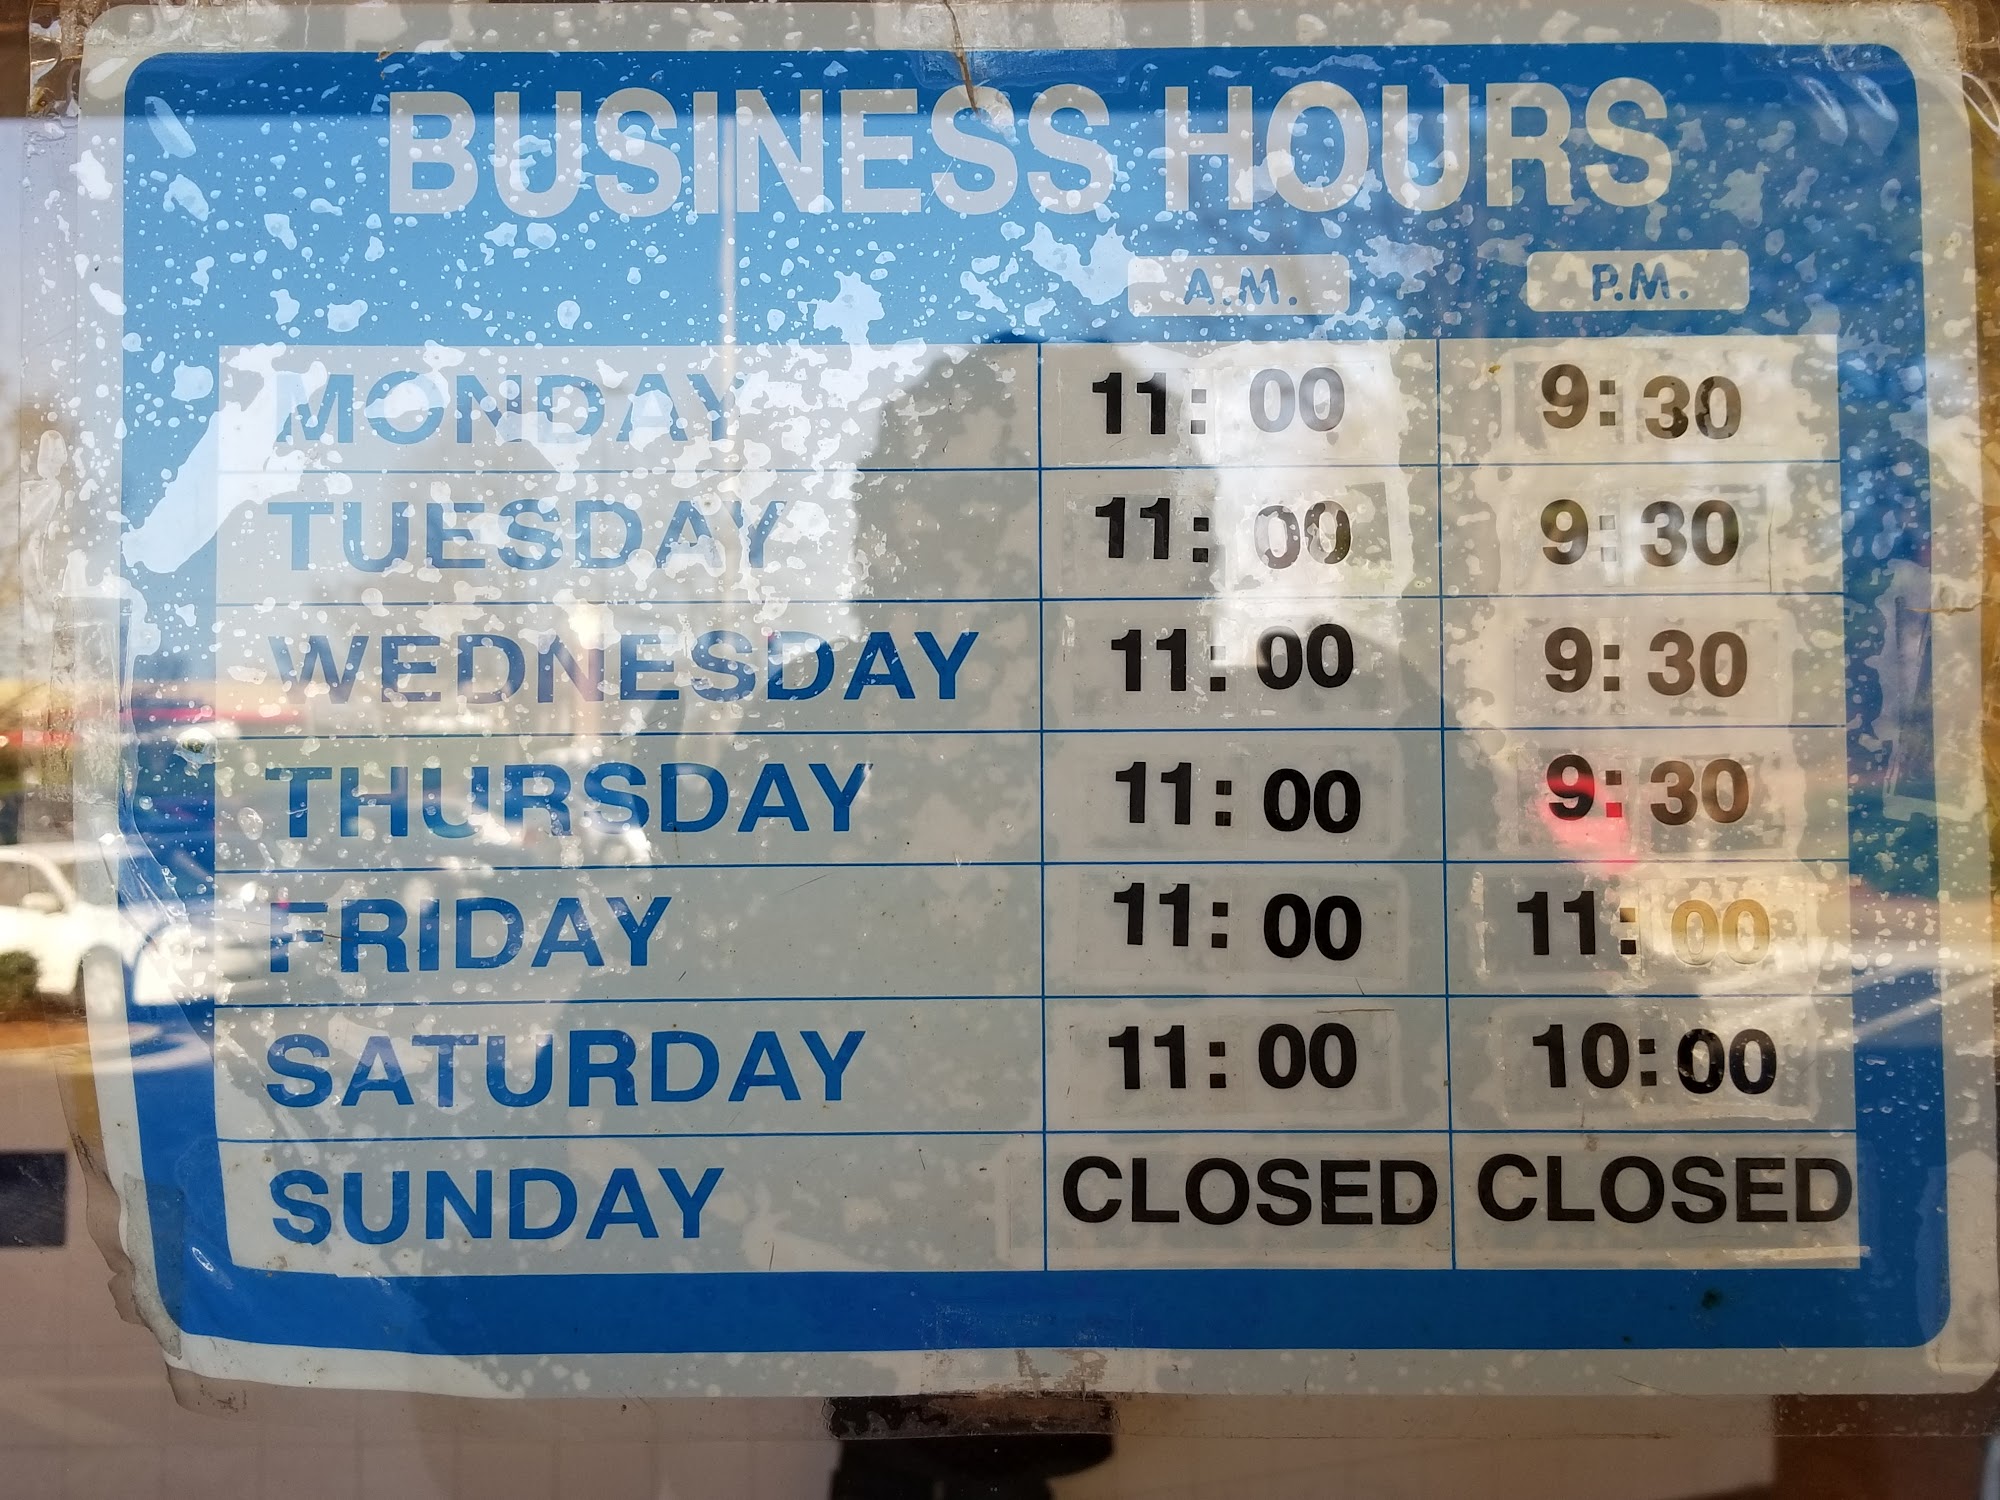 BUSINESS HOURS
A.M. P.M.
MONDAY 11:00 9:30
TUESDAY 11:00 9:30
WEDNESDAY 11:00 9:30
THURSDAY 11:00 9:30
FRIDAY 11:00 11:00
SATURDAY 11:00 10:00
SUNDAY CLOSED CLOSED